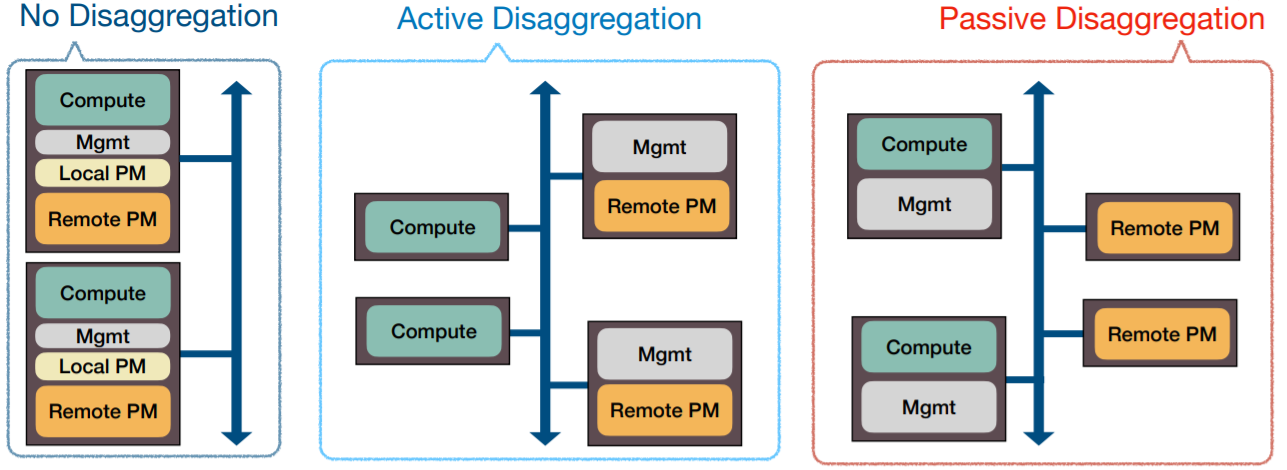 No Disaggregation
Compute
Mgmt
Local PM
Remote PM
Compute
Mgmt
Local PM
Remote PM
Active Disaggregation
Mgmt
Remote PM
Compute
Compute
Mgmt
Remote PM
Passive Disaggregation
Compute
Mgmt
Remote PM
Remote PM
Compute
Mgmt